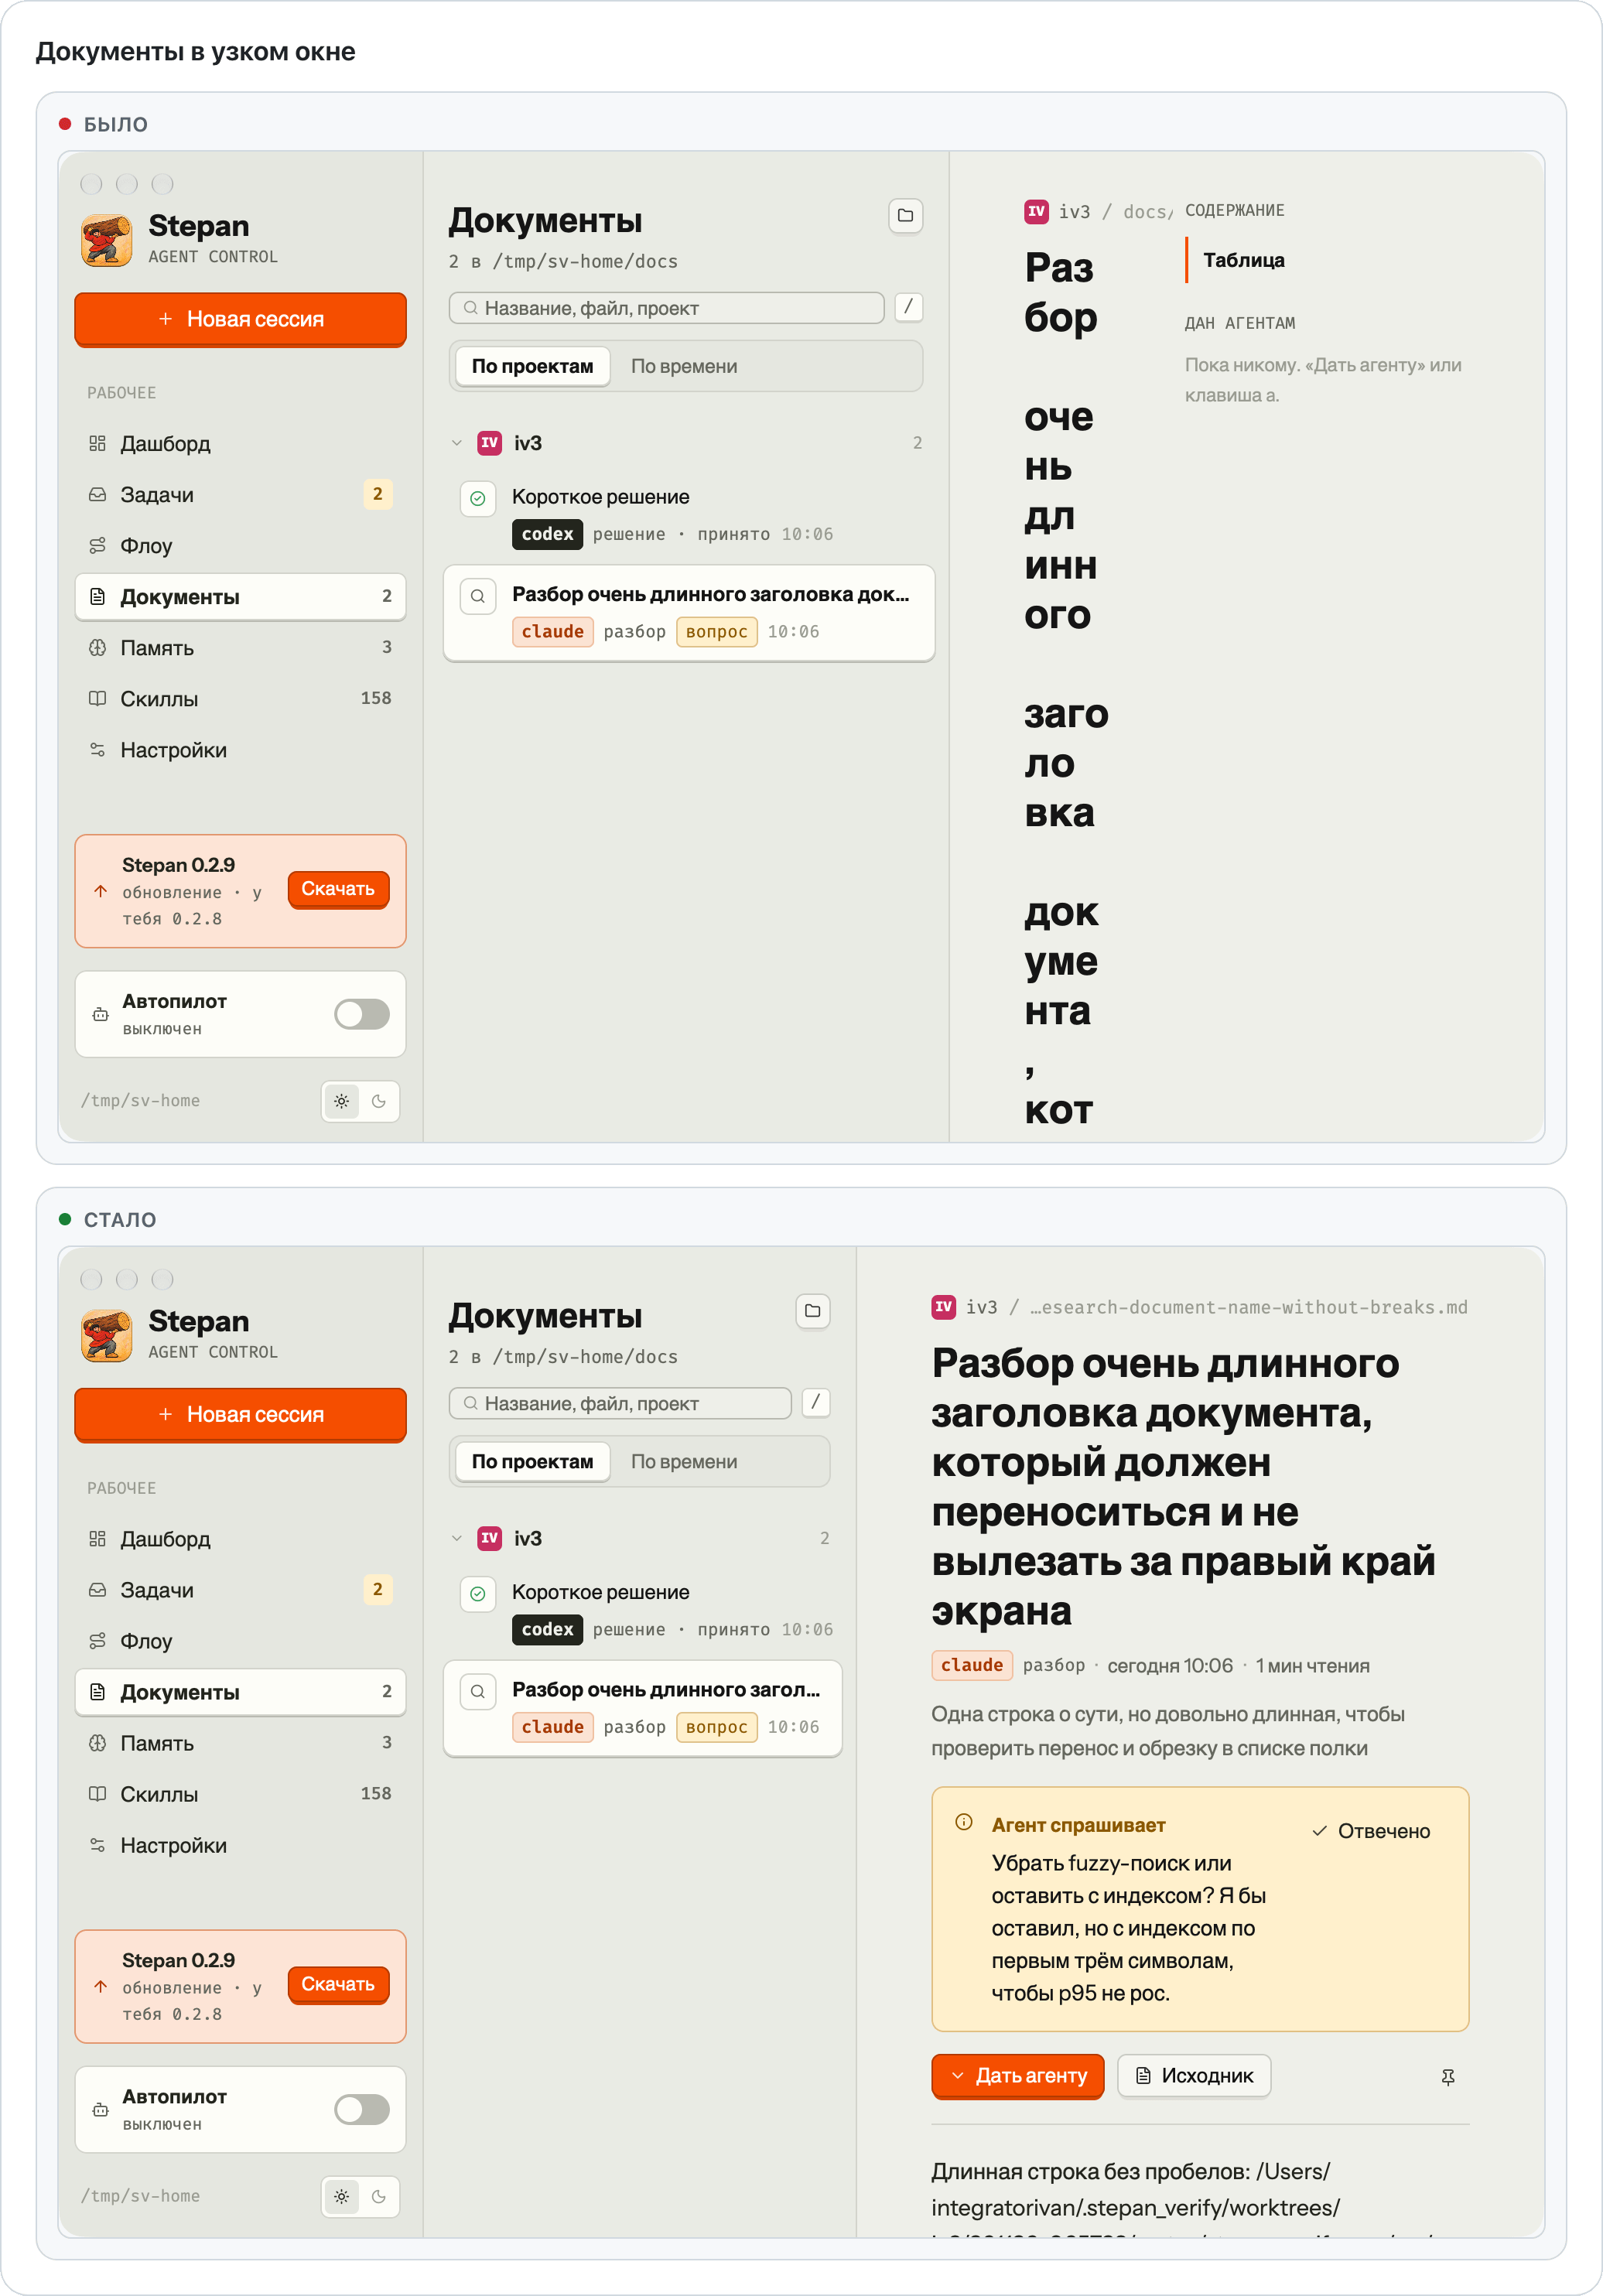 Документы в узком окне
БЫЛО
Stepan
AGENT CONTROL
+ Новая сессия
РАБОЧЕЕ
Дашборд
Задачи 2
Флоу
Документы 2
Память 3
Скиллы 158
Настройки
Stepan 0.2.9
обновление · у
тебя 0.2.8
Скачать
Автопилот
выключен
/tmp/sv-home
Документы
2 в /tmp/sv-home/docs
Название, файл, проект /
По проектам По времени
IV iv3 2
Короткое решение
codex решение · принято 10:06
Разбор очень длинного заголовка док…
claude разбор вопрос 10:06
IV iv3 / docs/
Раз
бор
оче
нь
дл
инн
ого
заго
ло
вка
док
уме
нта
,
кот
СОДЕРЖАНИЕ
Таблица
ДАН АГЕНТАМ
Пока никому. «Дать агенту» или
клавиша a.
СТАЛО
Stepan
AGENT CONTROL
+ Новая сессия
РАБОЧЕЕ
Дашборд
Задачи 2
Флоу
Документы 2
Память 3
Скиллы 158
Настройки
Stepan 0.2.9
обновление · у
тебя 0.2.8
Скачать
Автопилот
выключен
/tmp/sv-home
Документы
2 в /tmp/sv-home/docs
Название, файл, проект /
По проектам По времени
IV iv3 2
Короткое решение
codex решение · принято 10:06
Разбор очень длинного загол…
claude разбор вопрос 10:06
IV iv3 / …esearch-document-name-without-breaks.md
Разбор очень длинного
заголовка документа,
который должен
переноситься и не
вылезать за правый край
экрана
claude разбор · сегодня 10:06 · 1 мин чтения
Одна строка о сути, но довольно длинная, чтобы
проверить перенос и обрезку в списке полки
Агент спрашивает
Отвечено
Убрать fuzzy-поиск или
оставить с индексом? Я бы
оставил, но с индексом по
первым трём символам,
чтобы p95 не рос.
Дать агенту Исходник
Длинная строка без пробелов: /Users/
integratorivan/.stepan_verify/worktrees/